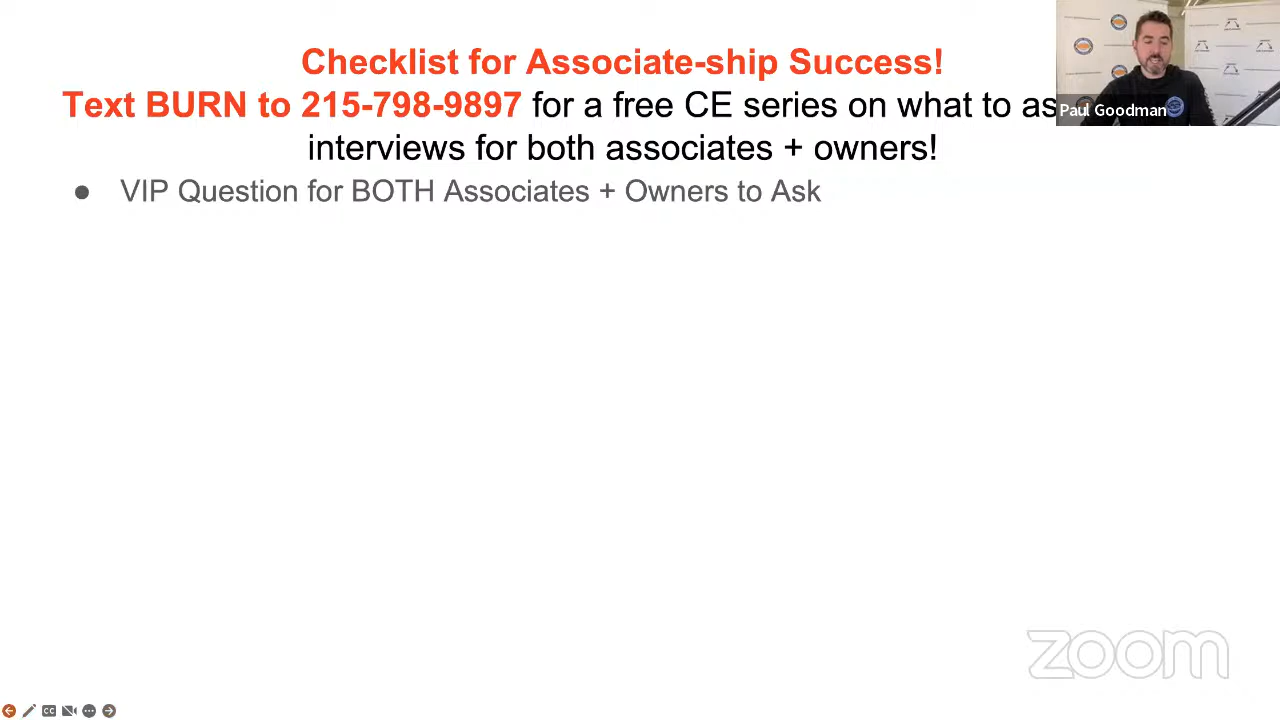 Checklist for Associate-ship Success!
Text BURN to 215-798-9897 for a free CE series on what to as
interviews for both associates + owners!
● VIP Question for BOTH Associates + Owners to Ask
Paul Goodman
zoom
CC